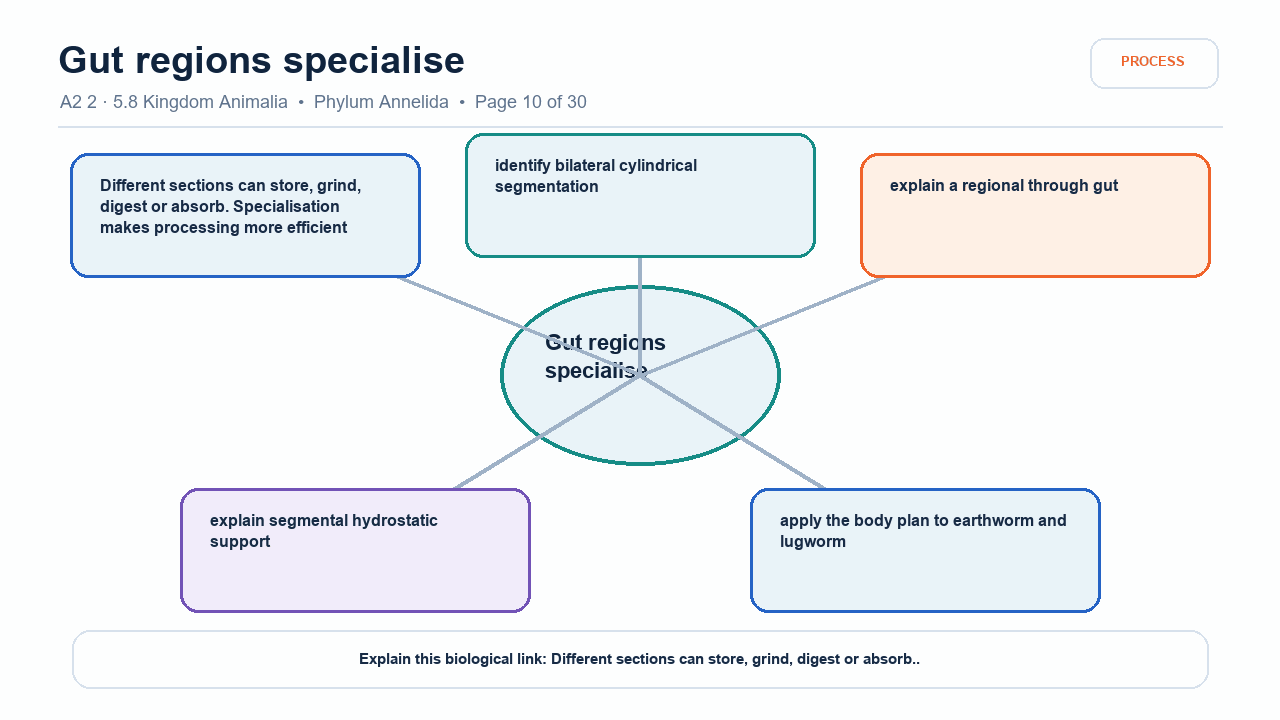 Gut regions specialise
PROCESS
A2 2 · 5.8 Kingdom Animalia • Phylum Annelida • Page 10 of 30
Different sections can store, grind,
digest or absorb. Specialisation
makes processing more efficient
identify bilateral cylindrical
segmentation
explain a regional through gut
Gut regions
specialise
explain segmental hydrostatic
support
apply the body plan to earthworm and
lugworm
Explain this biological link: Different sections can store, grind, digest or absorb..